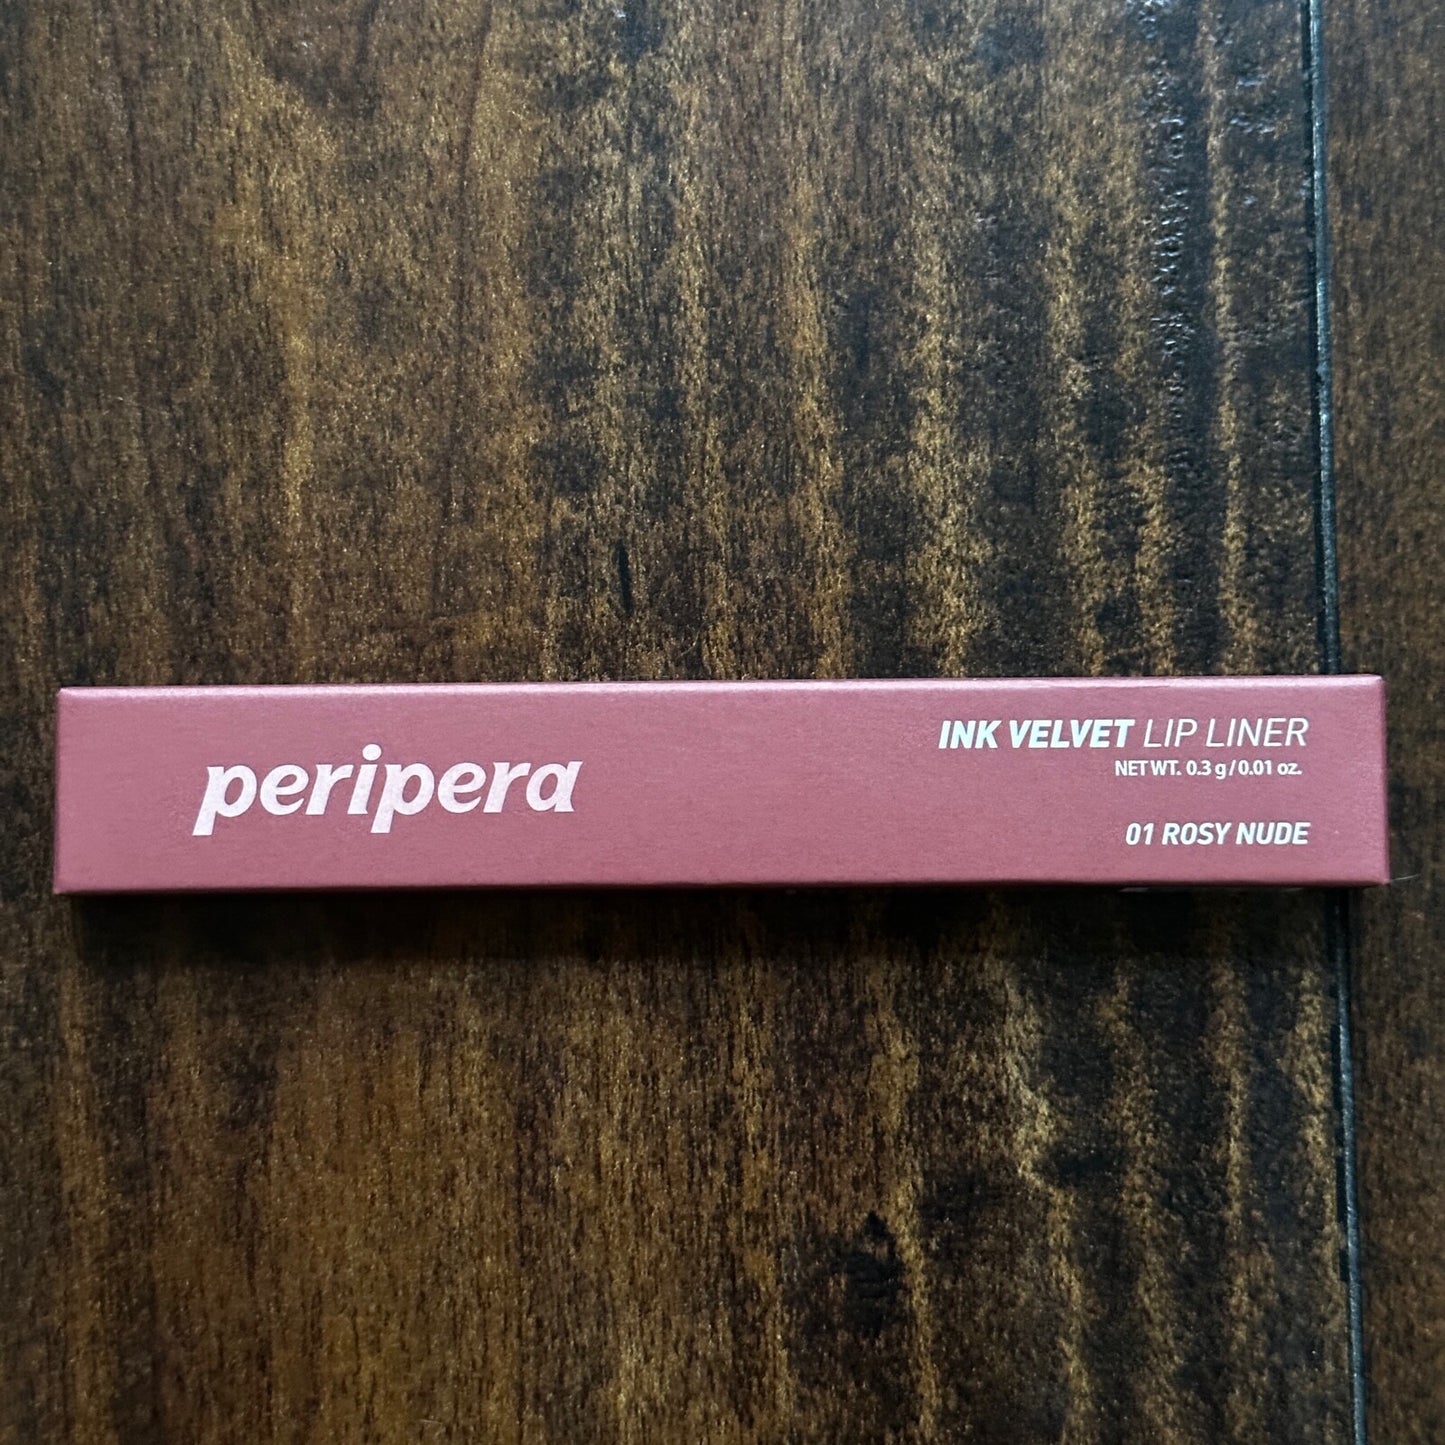 peripera
INK VELVET LIP LINER
NET WT. 0.3 g / 0.01 oz.
01 ROSY NUDE